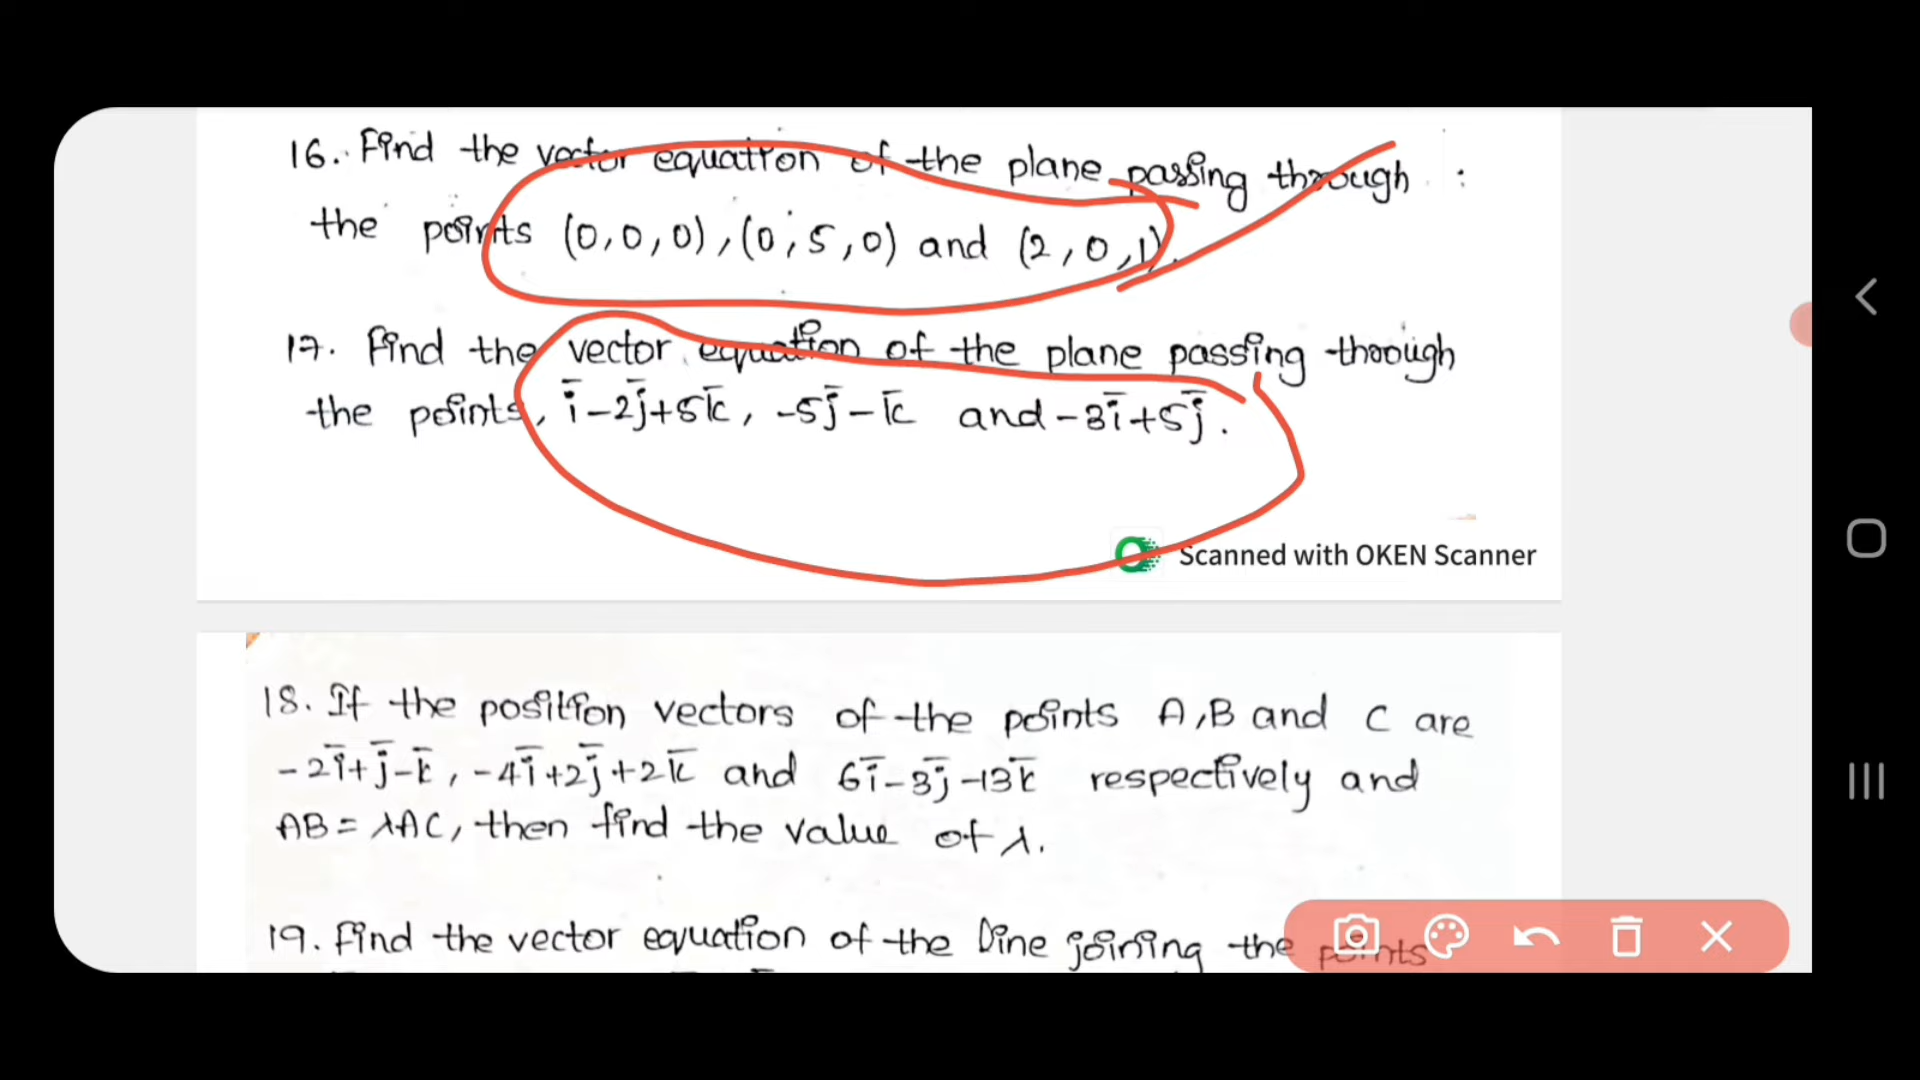 16. Find the vector equation of the plane passing through :
the points (0,0,0), (0,5,0) and (2,0,1).
17. Find the vector equation of the plane passing through
the points, i̅-2j̅+5k̅, -5j̅-k̅ and -3i̅+5j̅.
Scanned with OKEN Scanner
18. If the position vectors of the points A,B and C are
-2i̅+j̅-k̅, -4i̅+2j̅+2k̅ and 6i̅-3j̅-13k̅ respectively and
AB = λAC, then find the value of λ.
19. Find the vector equation of the line joining the points